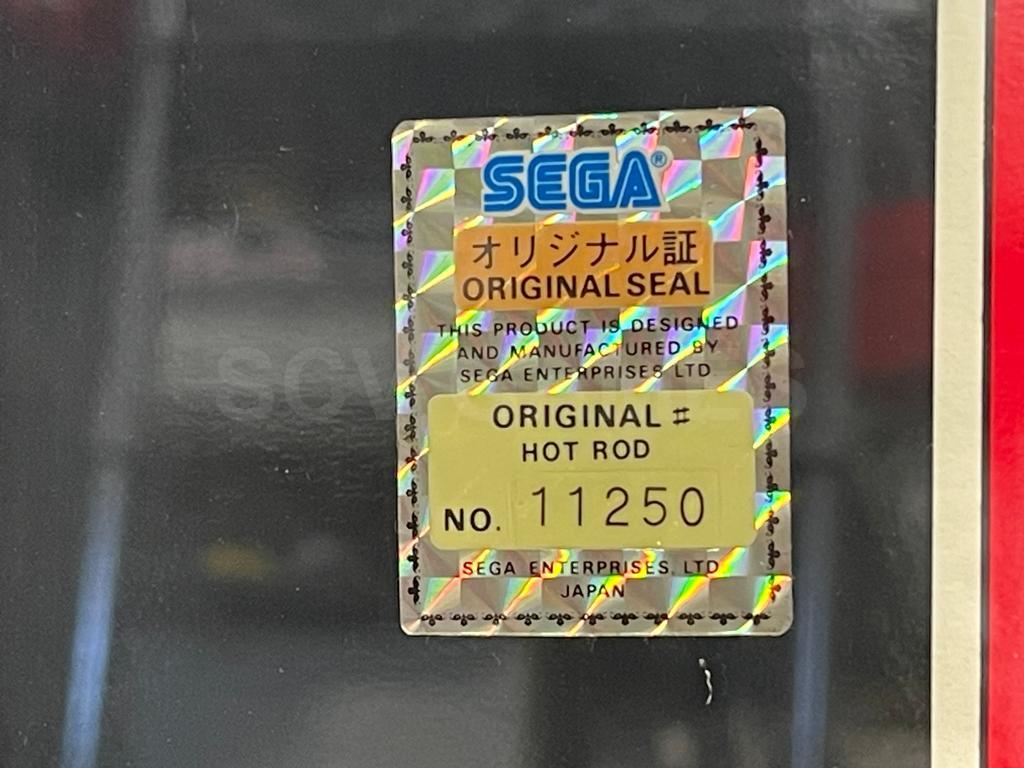 SEGA®
オリジナル証
ORIGINAL SEAL
THIS PRODUCT IS DESIGNED
AND MANUFACTURED BY
SEGA ENTERPRISES LTD.
ORIGINAL #
HOT ROD
NO. 11250
SEGA ENTERPRISES, LTD.
JAPAN